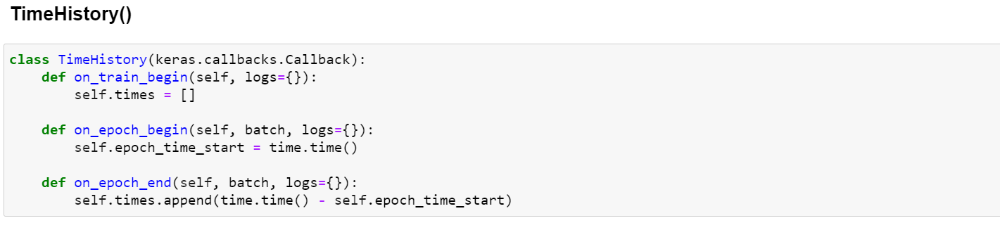 TimeHistory()
class TimeHistory(keras.callbacks.Callback):
    def on_train_begin(self, logs={}):
        self.times = []
    def on_epoch_begin(self, batch, logs={}):
        self.epoch_time_start = time.time()
    def on_epoch_end(self, batch, logs={}):
        self.times.append(time.time() - self.epoch_time_start)